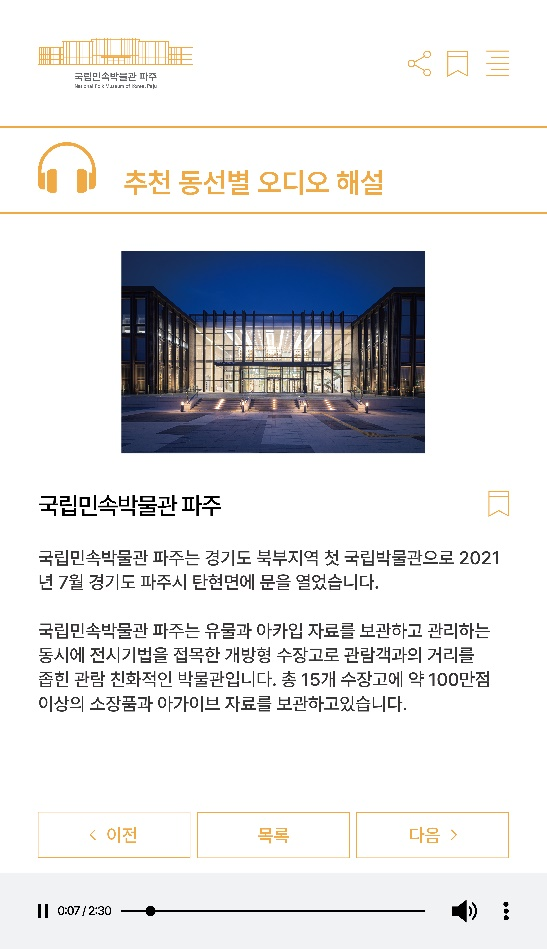 국립민속박물관 파주
National Folk Museum of Korea, Paju
추천 동선별 오디오 해설
국립민속박물관 파주
국립민속박물관 파주는 경기도 북부지역 첫 국립박물관으로 2021
년 7월 경기도 파주시 탄현면에 문을 열었습니다.
국립민속박물관 파주는 유물과 아카입 자료를 보관하고 관리하는
동시에 전시기법을 접목한 개방형 수장고로 관람객과의 거리를
좁힌 관람 친화적인 박물관입니다. 총 15개 수장고에 약 100만점
이상의 소장품과 아가이브 자료를 보관하고있습니다.
이전 목록 다음
0:07 / 2:30